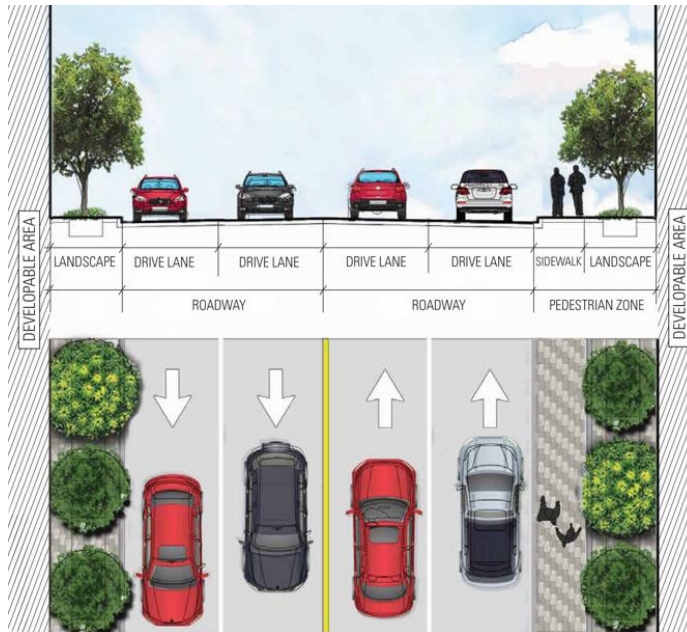 DEVELOPABLE AREA
LANDSCAPE DRIVE LANE DRIVE LANE DRIVE LANE DRIVE LANE SIDEWALK LANDSCAPE
ROADWAY ROADWAY PEDESTRIAN ZONE
DEVELOPABLE AREA